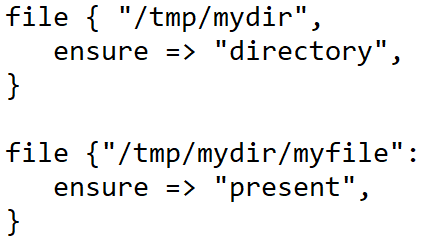 file { "/tmp/mydir",
   ensure => "directory",
}

file {"/tmp/mydir/myfile":
   ensure => "present",
}